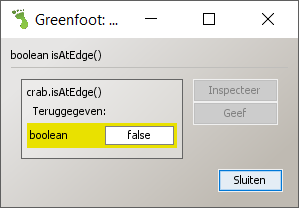 Greenfoot: ...
boolean isAtEdge()
crab.isAtEdge()
Teruggegeven:
boolean false
Inspecteer
Geef
Sluiten